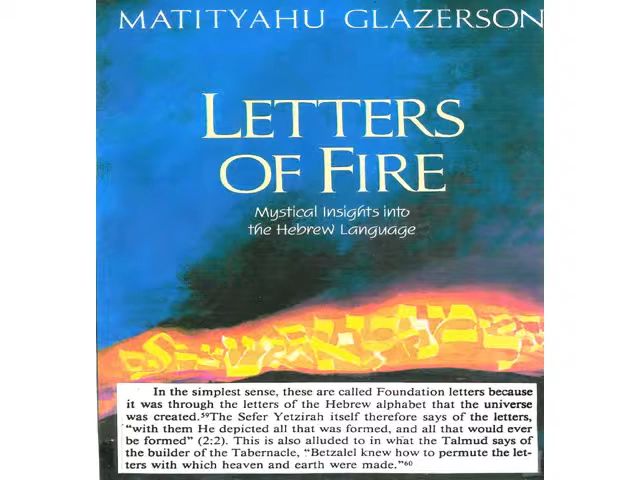 MATITYAHU GLAZERSON
LETTERS
OF FIRE
Mystical Insights into
the Hebrew Language
In the simplest sense, these are called Foundation letters because
it was through the letters of the Hebrew alphabet that the universe
was created.⁵⁹The Sefer Yetzirah itself therefore says of the letters,
"with them He depicted all that was formed, and all that would ever
be formed" (2:2). This is also alluded to in what the Talmud says of
the builder of the Tabernacle, "Betzalel knew how to permute the let-
ters with which heaven and earth were made."⁶⁰